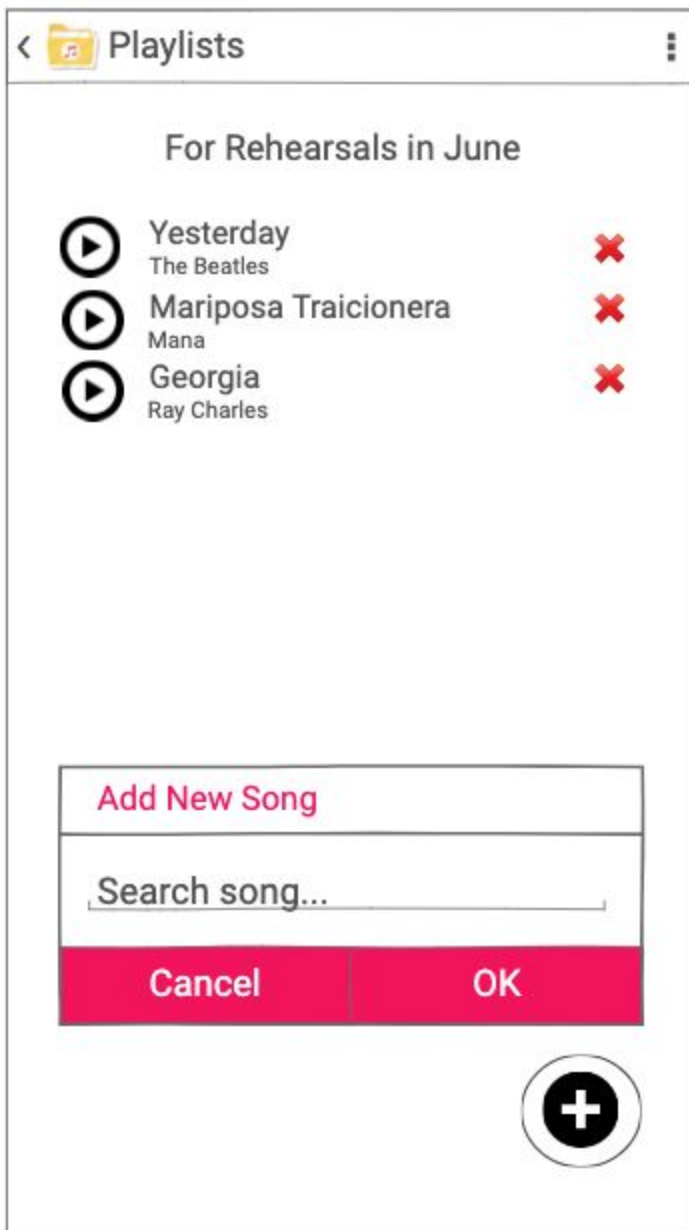 Playlists
For Rehearsals in June
Yesterday
The Beatles
Mariposa Traicionera
Mana
Georgia
Ray Charles
Add New Song
Search song...
Cancel OK